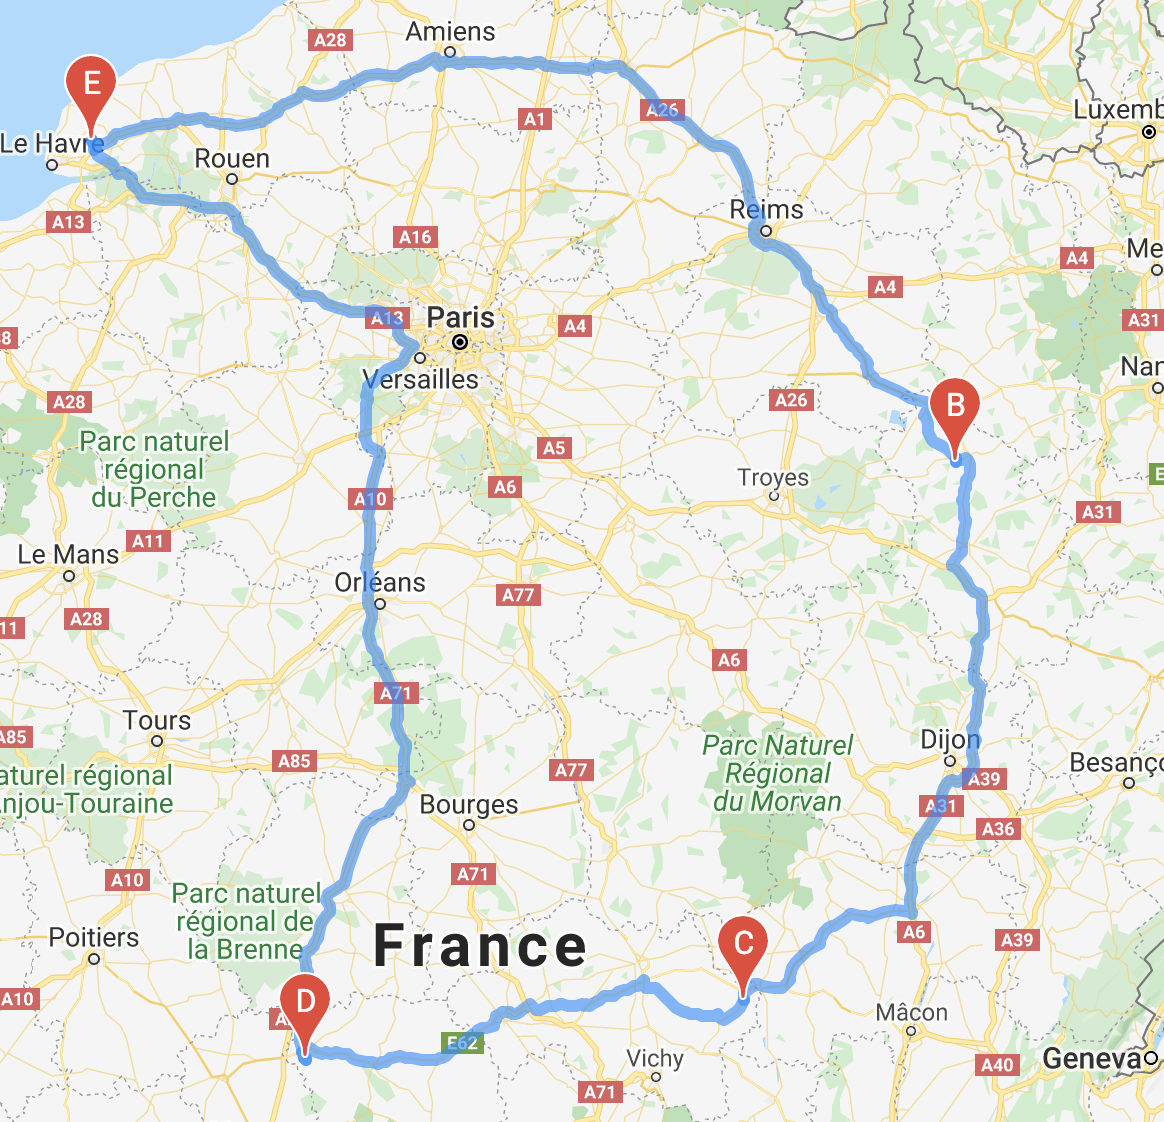 A28
Amiens
E
A26
A1
Luxemb
Le Havre
Rouen
Reims
A13
A16
Me
A4
A4
A13
Paris
A4
A31
Versailles
Nan
A28
A26
B
Parc naturel
régional
du Perche
A5
Troyes
A10
A6
E
A31
A11
Le Mans
Orléans
A77
A28
11
A6
A71
Tours
Parc Naturel
Régional
du Morvan
Dijon
A85
A85
A77
A39
Besanço
aturel régional
njou-Touraine
Bourges
A31
A36
A10
A71
Parc naturel
régional de
la Brenne
Poitiers
France
C
A6
A39
A10
D
A
E62
Mâcon
Vichy
A40
Geneva
A71